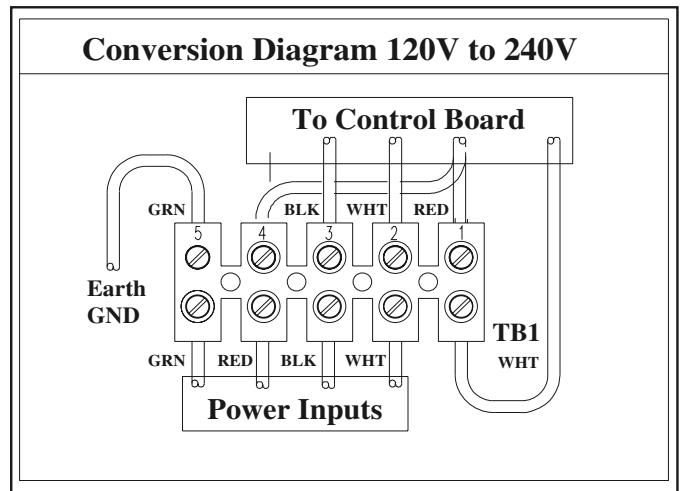 Conversion Diagram 120V to 240V
To Control Board
GRN BLK WHT RED
5 4 3 2 1
Earth
GND
TB1
GRN RED BLK WHT WHT
Power Inputs